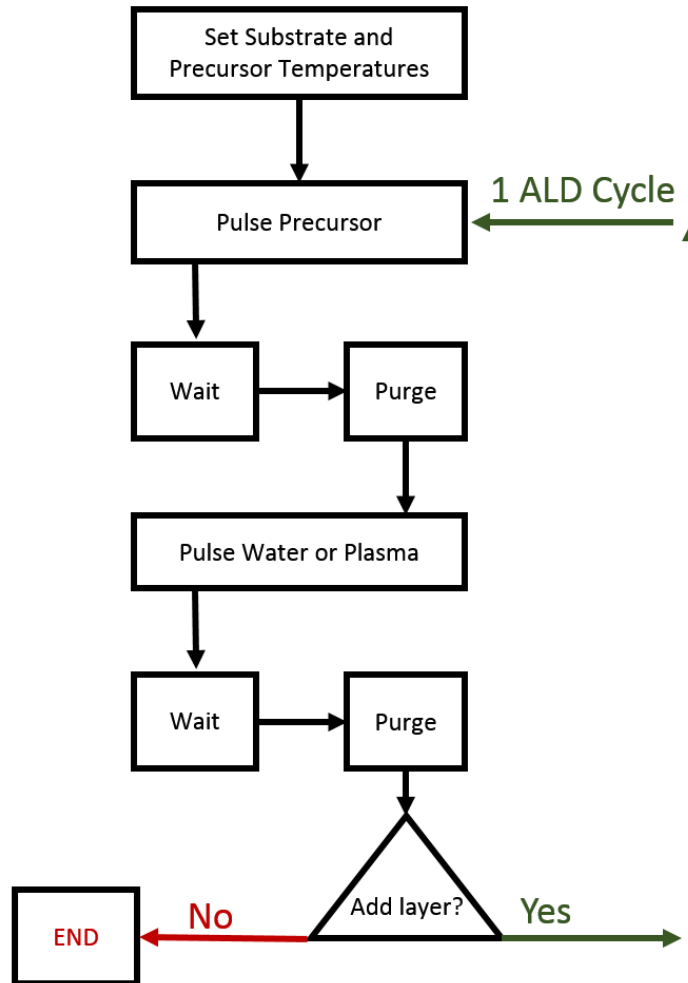 Set Substrate and
Precursor Temperatures
1 ALD Cycle
Pulse Precursor
Wait
Purge
Pulse Water or Plasma
Wait
Purge
Add layer?
No
Yes
END